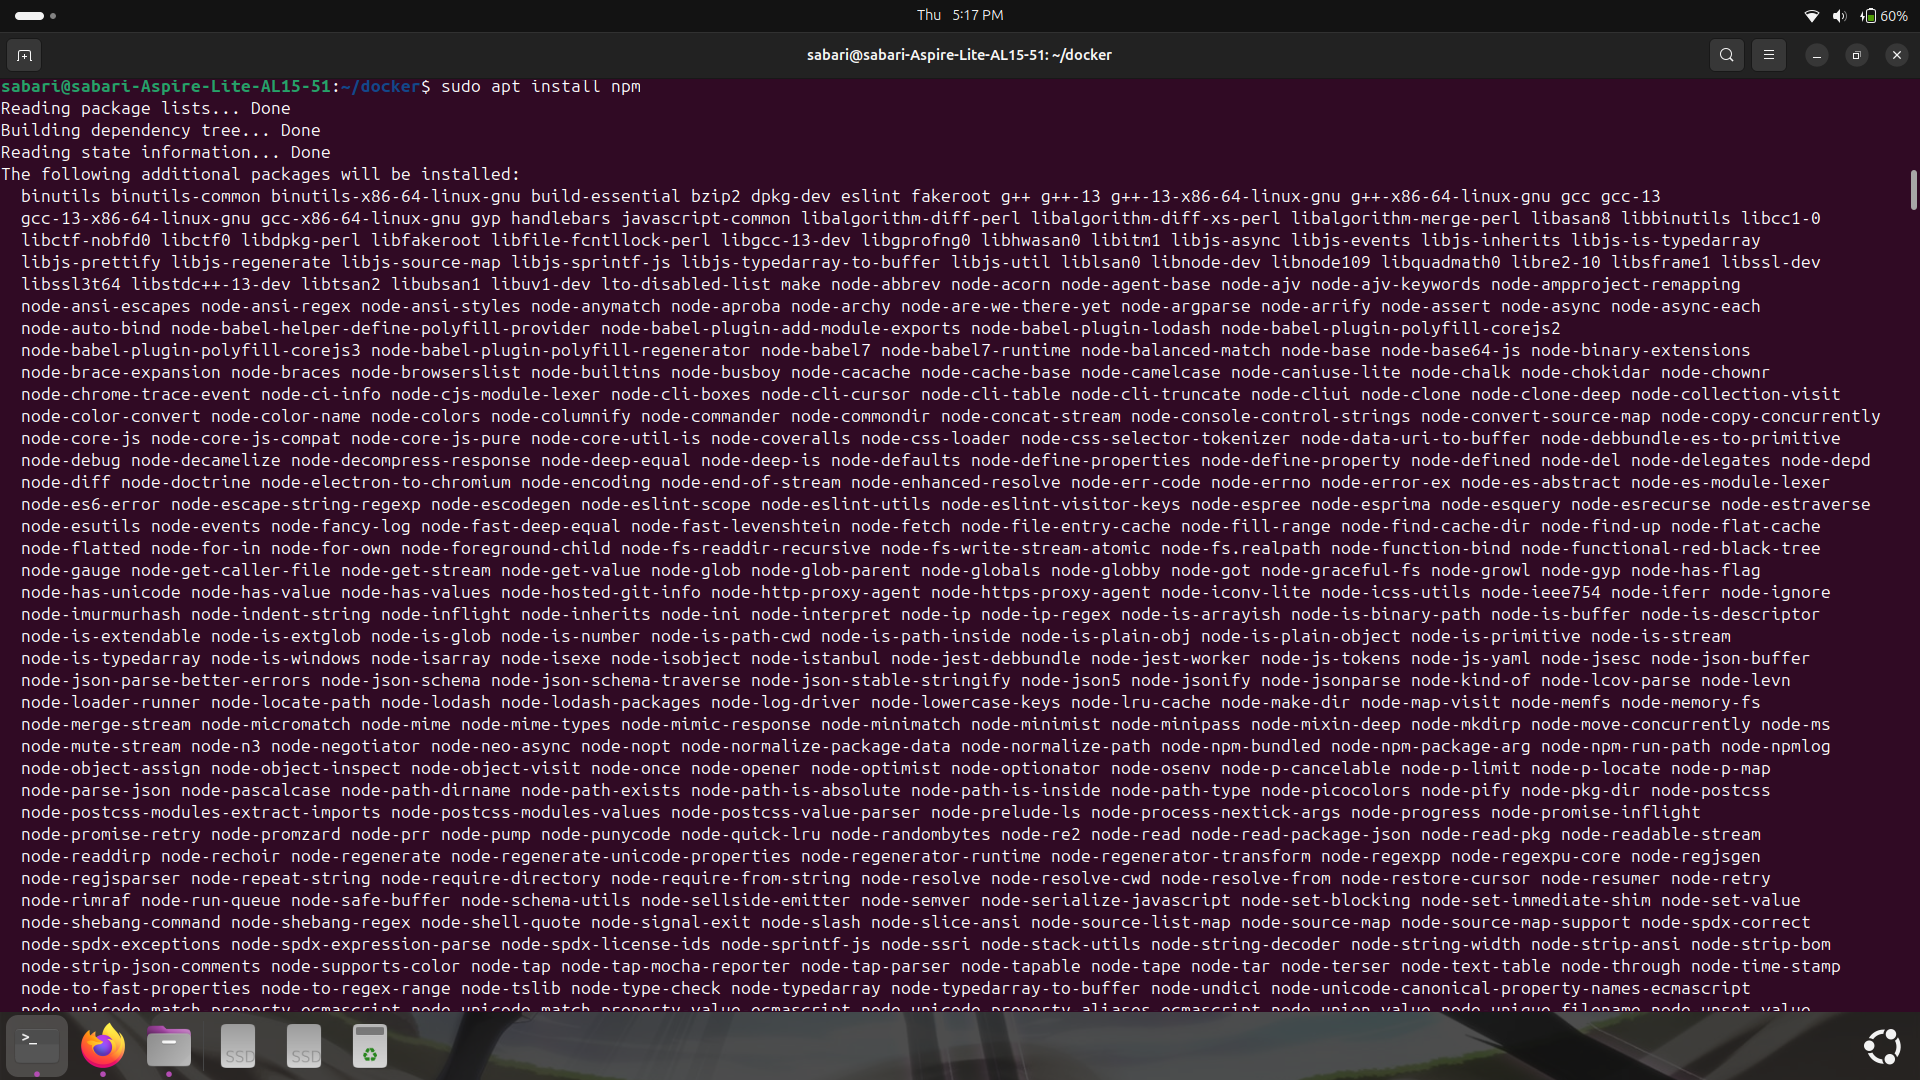 Thu 5:17 PM
60%
sabari@sabari-Aspire-Lite-AL15-51: ~/docker
sabari@sabari-Aspire-Lite-AL15-51:~/docker$ sudo apt install npm
Reading package lists... Done
Building dependency tree... Done
Reading state information... Done
The following additional packages will be installed:
binutils binutils-common binutils-x86-64-linux-gnu build-essential bzip2 dpkg-dev eslint fakeroot g++ g++-13 g++-13-x86-64-linux-gnu g++-x86-64-linux-gnu gcc gcc-13
gcc-13-x86-64-linux-gnu gcc-x86-64-linux-gnu gyp handlebars javascript-common libalgorithm-diff-perl libalgorithm-diff-xs-perl libalgorithm-merge-perl libasan8 libbinutils libcc1-0
libctf-nobfd0 libctf0 libdpkg-perl libfakeroot libfile-fcntllock-perl libgcc-13-dev libgprofng0 libhwasan0 libitm1 libjs-async libjs-events libjs-inherits libjs-is-typedarray
libjs-prettify libjs-regenerate libjs-source-map libjs-sprintf-js libjs-typedarray-to-buffer libjs-util liblsan0 libnode-dev libnode109 libquadmath0 libre2-10 libsframe1 libssl-dev
libssl3t64 libstdc++-13-dev libtsan2 libubsan1 libuv1-dev lto-disabled-list make node-abbrev node-acorn node-agent-base node-ajv node-ajv-keywords node-ampproject-remapping
node-ansi-escapes node-ansi-regex node-ansi-styles node-anymatch node-aproba node-archy node-are-we-there-yet node-argparse node-arrify node-assert node-async node-async-each
node-auto-bind node-babel-helper-define-polyfill-provider node-babel-plugin-add-module-exports node-babel-plugin-lodash node-babel-plugin-polyfill-corejs2
node-babel-plugin-polyfill-corejs3 node-babel-plugin-polyfill-regenerator node-babel7 node-babel7-runtime node-balanced-match node-base node-base64-js node-binary-extensions
node-brace-expansion node-braces node-browserslist node-builtins node-busboy node-cacache node-cache-base node-camelcase node-caniuse-lite node-chalk node-chokidar node-chownr
node-chrome-trace-event node-ci-info node-cjs-module-lexer node-cli-boxes node-cli-cursor node-cli-table node-cli-truncate node-cliui node-clone node-clone-deep node-collection-visit
node-color-convert node-color-name node-colors node-columnify node-commander node-commondir node-concat-stream node-console-control-strings node-convert-source-map node-copy-concurrently
node-core-js node-core-js-compat node-core-js-pure node-core-util-is node-coveralls node-css-loader node-css-selector-tokenizer node-data-uri-to-buffer node-debbundle-es-to-primitive
node-debug node-decamelize node-decompress-response node-deep-equal node-deep-is node-defaults node-define-properties node-define-property node-defined node-del node-delegates node-depd
node-diff node-doctrine node-electron-to-chromium node-encoding node-end-of-stream node-enhanced-resolve node-err-code node-errno node-error-ex node-es-abstract node-es-module-lexer
node-es6-error node-escape-string-regexp node-escodegen node-eslint-scope node-eslint-utils node-eslint-visitor-keys node-espree node-esprima node-esquery node-esrecurse node-estraverse
node-esutils node-events node-fancy-log node-fast-deep-equal node-fast-levenshtein node-fetch node-file-entry-cache node-fill-range node-find-cache-dir node-find-up node-flat-cache
node-flatted node-for-in node-for-own node-foreground-child node-fs-readdir-recursive node-fs-write-stream-atomic node-fs.realpath node-function-bind node-functional-red-black-tree
node-gauge node-get-caller-file node-get-stream node-get-value node-glob node-glob-parent node-globals node-globby node-got node-graceful-fs node-growl node-gyp node-has-flag
node-has-unicode node-has-value node-has-values node-hosted-git-info node-http-proxy-agent node-https-proxy-agent node-iconv-lite node-icss-utils node-ieee754 node-iferr node-ignore
node-imurmurhash node-indent-string node-inflight node-inherits node-ini node-interpret node-ip node-ip-regex node-is-arrayish node-is-binary-path node-is-buffer node-is-descriptor
node-is-extendable node-is-extglob node-is-glob node-is-number node-is-path-cwd node-is-path-inside node-is-plain-obj node-is-plain-object node-is-primitive node-is-stream
node-is-typedarray node-is-windows node-isarray node-isexe node-isobject node-istanbul node-jest-debbundle node-jest-worker node-js-tokens node-js-yaml node-jsesc node-json-buffer
node-json-parse-better-errors node-json-schema node-json-schema-traverse node-json-stable-stringify node-json5 node-jsonify node-jsonparse node-kind-of node-lcov-parse node-levn
node-loader-runner node-locate-path node-lodash node-lodash-packages node-log-driver node-lowercase-keys node-lru-cache node-make-dir node-map-visit node-memfs node-memory-fs
node-merge-stream node-micromatch node-mime node-mime-types node-mimic-response node-minimatch node-minimist node-minipass node-mixin-deep node-mkdirp node-move-concurrently node-ms
node-mute-stream node-n3 node-negotiator node-neo-async node-nopt node-normalize-package-data node-normalize-path node-npm-bundled node-npm-package-arg node-npm-run-path node-npmlog
node-object-assign node-object-inspect node-object-visit node-once node-opener node-optimist node-optionator node-osenv node-p-cancelable node-p-limit node-p-locate node-p-map
node-parse-json node-pascalcase node-path-dirname node-path-exists node-path-is-absolute node-path-is-inside node-path-type node-picocolors node-pify node-pkg-dir node-postcss
node-postcss-modules-extract-imports node-postcss-modules-values node-postcss-value-parser node-prelude-ls node-process-nextick-args node-progress node-promise-inflight
node-promise-retry node-promzard node-prr node-pump node-punycode node-quick-lru node-randombytes node-re2 node-read node-read-package-json node-read-pkg node-readable-stream
node-readdirp node-rechoir node-regenerate node-regenerate-unicode-properties node-regenerator-runtime node-regenerator-transform node-regexpp node-regexpu-core node-regjsgen
node-regjsparser node-repeat-string node-require-directory node-require-from-string node-resolve node-resolve-cwd node-resolve-from node-restore-cursor node-resumer node-retry
node-rimraf node-run-queue node-safe-buffer node-schema-utils node-sellside-emitter node-semver node-serialize-javascript node-set-blocking node-set-immediate-shim node-set-value
node-shebang-command node-shebang-regex node-shell-quote node-signal-exit node-slash node-slice-ansi node-source-list-map node-source-map node-source-map-support node-spdx-correct
node-spdx-exceptions node-spdx-expression-parse node-spdx-license-ids node-sprintf-js node-ssri node-stack-utils node-string-decoder node-string-width node-strip-ansi node-strip-bom
node-strip-json-comments node-supports-color node-tap node-tap-mocha-reporter node-tap-parser node-tapable node-tape node-tar node-terser node-text-table node-through node-time-stamp
node-to-fast-properties node-to-regex-range node-tslib node-type-check node-typedarray node-typedarray-to-buffer node-undici node-unicode-canonical-property-names-ecmascript
node-unicode-match-property-ecmascript node-unicode-match-property-value-ecmascript node-unicode-property-aliases-ecmascript node-union-value node-unique-filename node-unset-value
>_
SSD
SSD